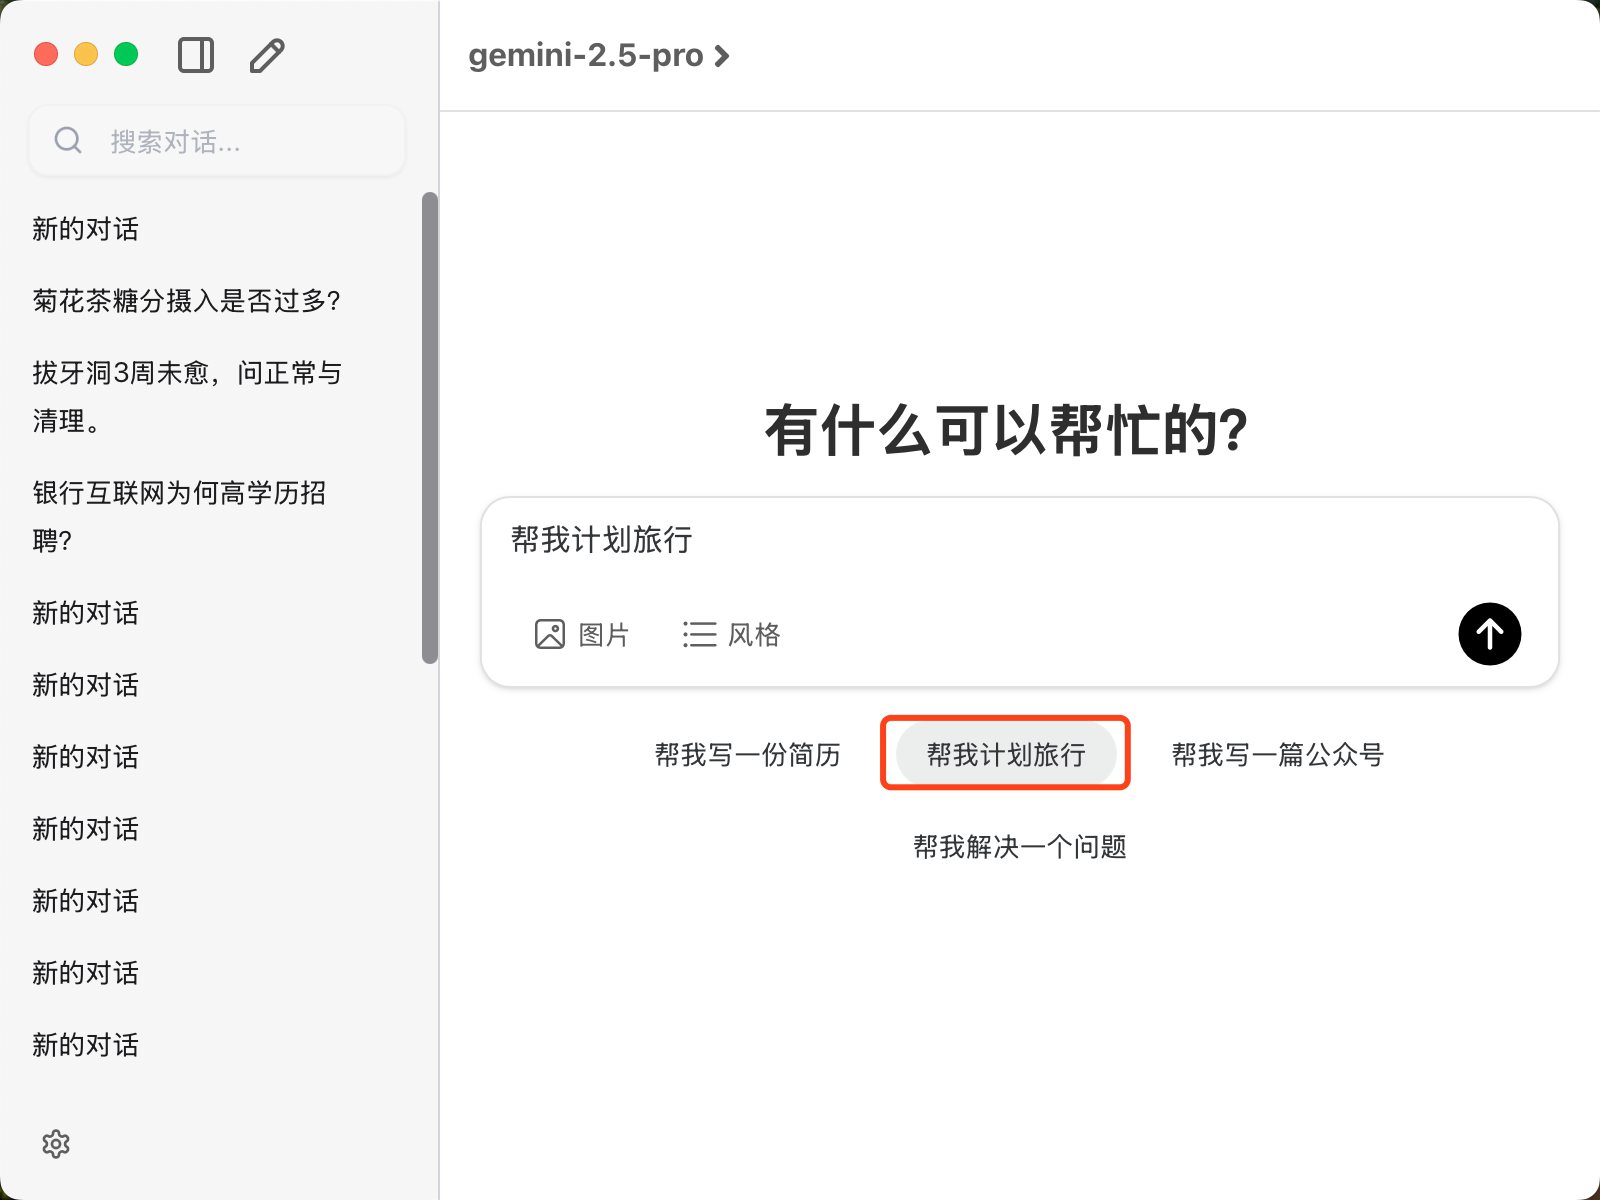 gemini-2.5-pro
搜索对话...
新的对话
菊花茶糖分摄入是否过多?
拔牙洞3周未愈，问正常与
清理。
银行互联网为何高学历招
聘?
新的对话
新的对话
新的对话
新的对话
新的对话
新的对话
新的对话
有什么可以帮忙的?
帮我计划旅行
图片 风格
帮我写一份简历 帮我计划旅行 帮我写一篇公众号
帮我解决一个问题